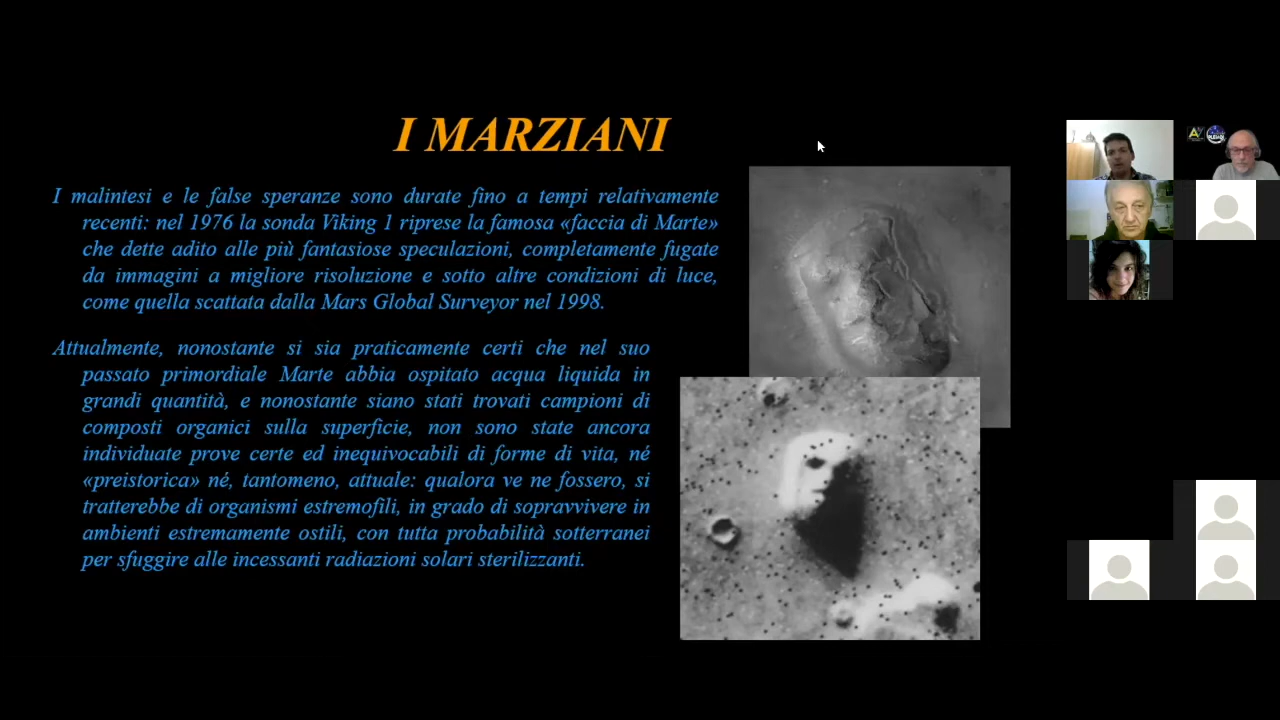 I MARZIANI
I malintesi e le false speranze sono durate fino a tempi relativamente
recenti: nel 1976 la sonda Viking 1 riprese la famosa «faccia di Marte»
che dette adito alle più fantasiose speculazioni, completamente fugate
da immagini a migliore risoluzione e sotto altre condizioni di luce,
come quella scattata dalla Mars Global Surveyor nel 1998.
Attualmente, nonostante si sia praticamente certi che nel suo
passato primordiale Marte abbia ospitato acqua liquida in
grandi quantità, e nonostante siano stati trovati campioni di
composti organici sulla superficie, non sono state ancora
individuate prove certe ed inequivocabili di forme di vita, né
«preistorica» né, tantomeno, attuale: qualora ve ne fossero, si
tratterebbe di organismi estremofili, in grado di sopravvivere in
ambienti estremamente ostili, con tutta probabilità sotterranei
per sfuggire alle incessanti radiazioni solari sterilizzanti.